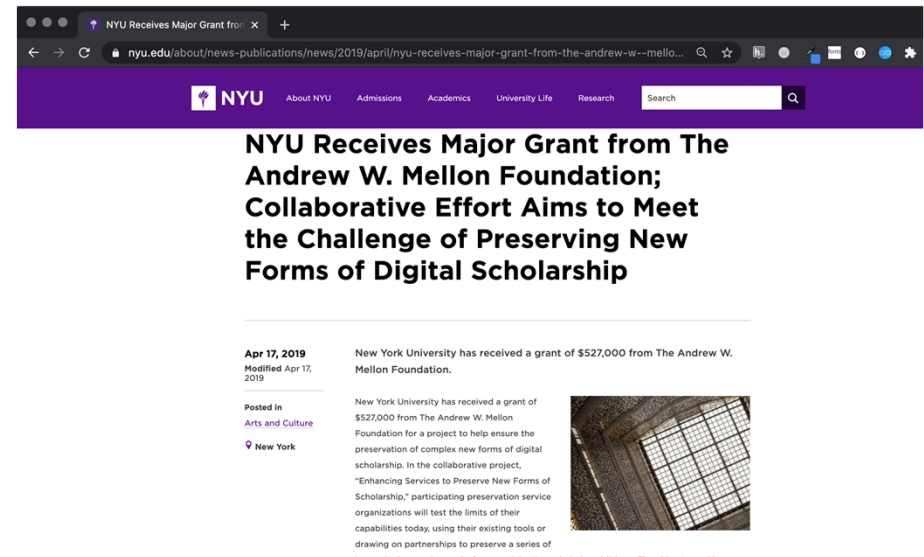 NYU Receives Major Grant from
nyu.edu/about/news-publications/news/2019/april/nyu-receives-major-grant-from-the-andrew-w--mello...
NYU
About NYU
Admissions
Academics
University Life
Research
Search
NYU Receives Major Grant from The
Andrew W. Mellon Foundation;
Collaborative Effort Aims to Meet
the Challenge of Preserving New
Forms of Digital Scholarship
Apr 17, 2019
Modified Apr 17,
2019
Posted in
Arts and Culture
New York
New York University has received a grant of $527,000 from The Andrew W.
Mellon Foundation.
New York University has received a grant of
$527,000 from The Andrew W. Mellon
Foundation for a project to help ensure the
preservation of complex new forms of digital
scholarship. In the collaborative project,
“Enhancing Services to Preserve New Forms of
Scholarship,” participating preservation service
organizations will test the limits of their
capabilities today, using their existing tools or
drawing on partnerships to preserve a series of